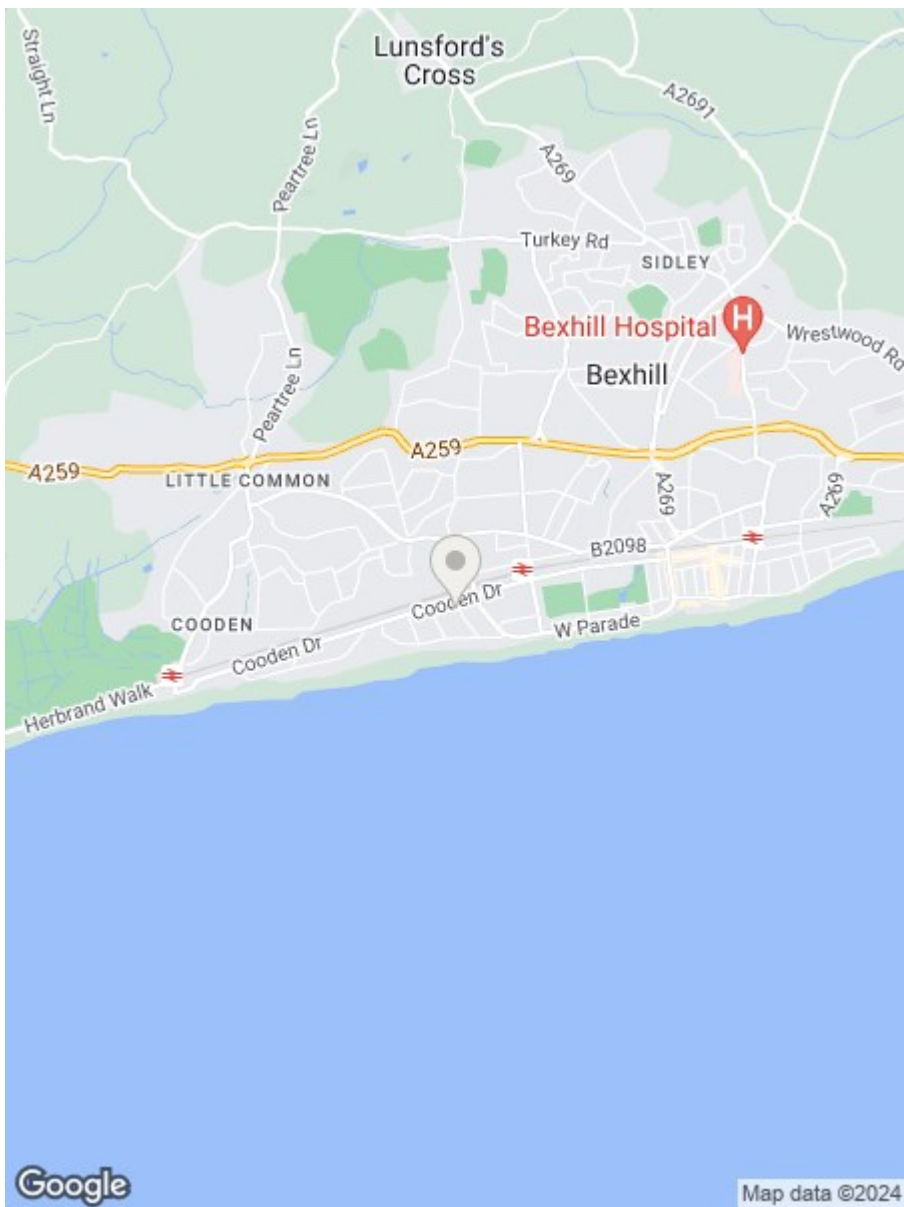 Straight Ln
Lunsford's
Cross
A2691
Peartree Ln
A269
Turkey Rd
SIDLEY
Bexhill Hospital
H
Wrestwood Rd
Peartree Ln
Bexhill
A259
A259
LITTLE COMMON
A269
A269
B2098
Cooden Dr
COODEN
W Parade
Cooden Dr
Herbrand Walk
Google
Map data ©2024